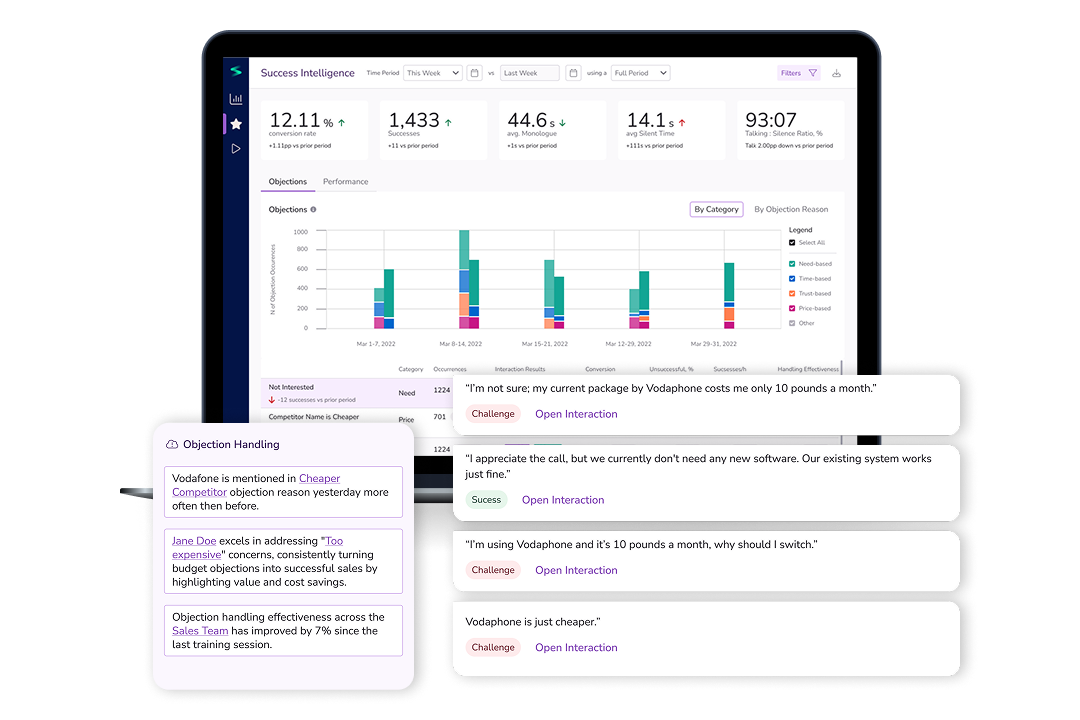 Success Intelligence
Time Period This Week vs Last Week using a Full Period
Filters
12.11 % ↑
conversion rate
+1.11pp vs prior period
1,433 ↑
Successes
+11 vs prior period
44.6 s ↓
avg. Monologue
+1s vs prior period
14.1 s ↑
avg Silent Time
+111s vs prior period
93:07
Talking : Silence Ratio, %
Talk 2.00pp down vs prior period
Objections Performance
Objections
By Category By Objection Reason
N of Objection Occurences
1000
800
600
400
200
0
Mar 1-7, 2022 Mar 8-14, 2022 Mar 15-21, 2022 Mar 12-29, 2022 Mar 29-31, 2022
Legend
Select All
Need-based
Time-based
Trust-based
Price-based
Other
Category Occurrences Interaction Results Conversion Unsuccessful, % Sucsesses/h Handling Effectiveness
Not Interested
↓ -12 successes vs prior period
Need 1224
Competitor Name is Cheaper
Price 701
1224
Objection Handling
Vodafone is mentioned in Cheaper
Competitor objection reason yesterday more
often then before.
Jane Doe excels in addressing "Too
expensive" concerns, consistently turning
budget objections into successful sales by
highlighting value and cost savings.
Objection handling effectiveness across the
Sales Team has improved by 7% since the
last training session.
“I’m not sure; my current package by Vodaphone costs me only 10 pounds a month.”
Challenge Open Interaction
“I appreciate the call, but we currently don't need any new software. Our existing system works
just fine.”
Sucess Open Interaction
“I’m using Vodaphone and it’s 10 pounds a month, why should I switch.”
Challenge Open Interaction
Vodaphone is just cheaper.”
Challenge Open Interaction